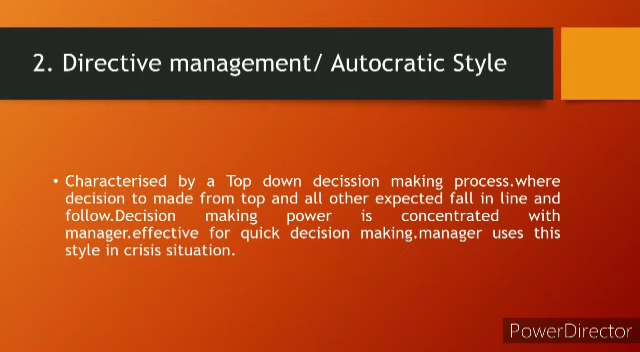 2. Directive management/ Autocratic Style
• Characterised by a Top down decission making process.where
decision to made from top and all other expected fall in line and
follow.Decision making power is concentrated with
manager.effective for quick decision making.manager uses this
style in crisis situation.
PowerDirector